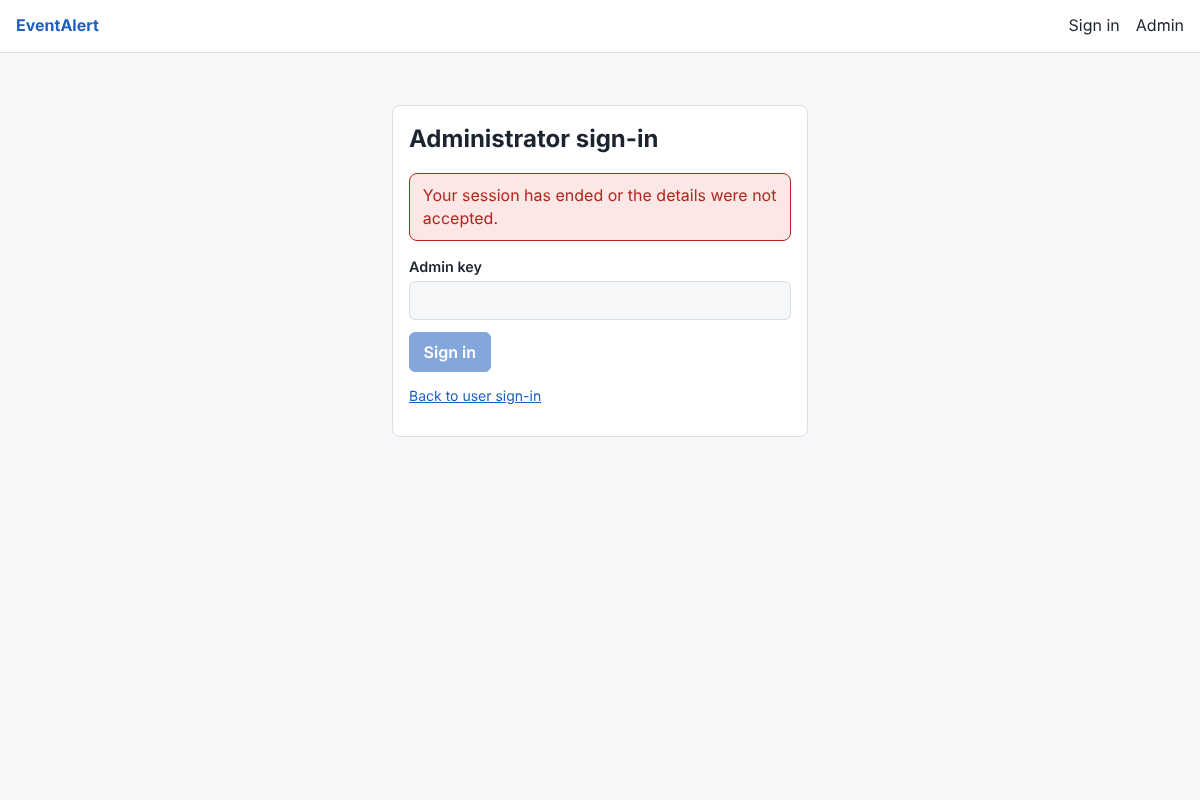 EventAlert
Sign in
Admin
Administrator sign-in
Your session has ended or the details were not
accepted.
Admin key
Sign in
Back to user sign-in